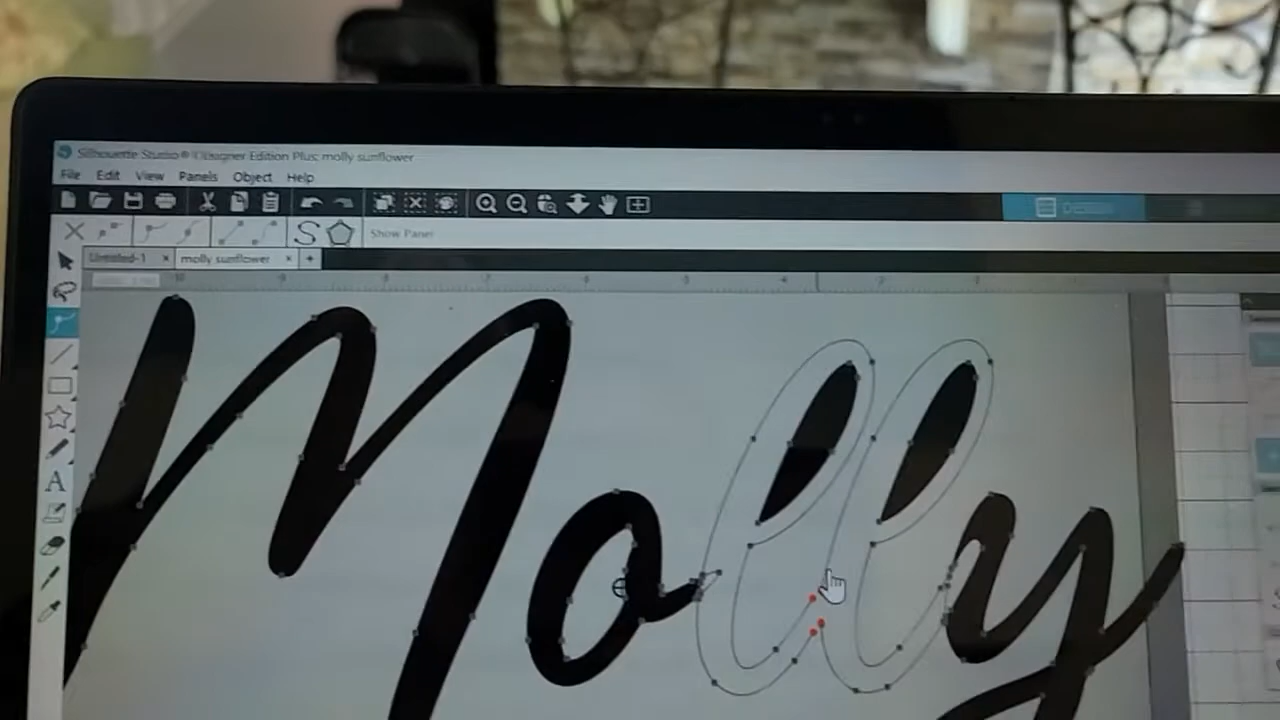 Silhouette Studio® Designer Edition Plus: molly sunflower
File Edit View Panels Object Help
DESIGN
Show Panel
Untitled-1 × molly sunflower × +
A
Molly